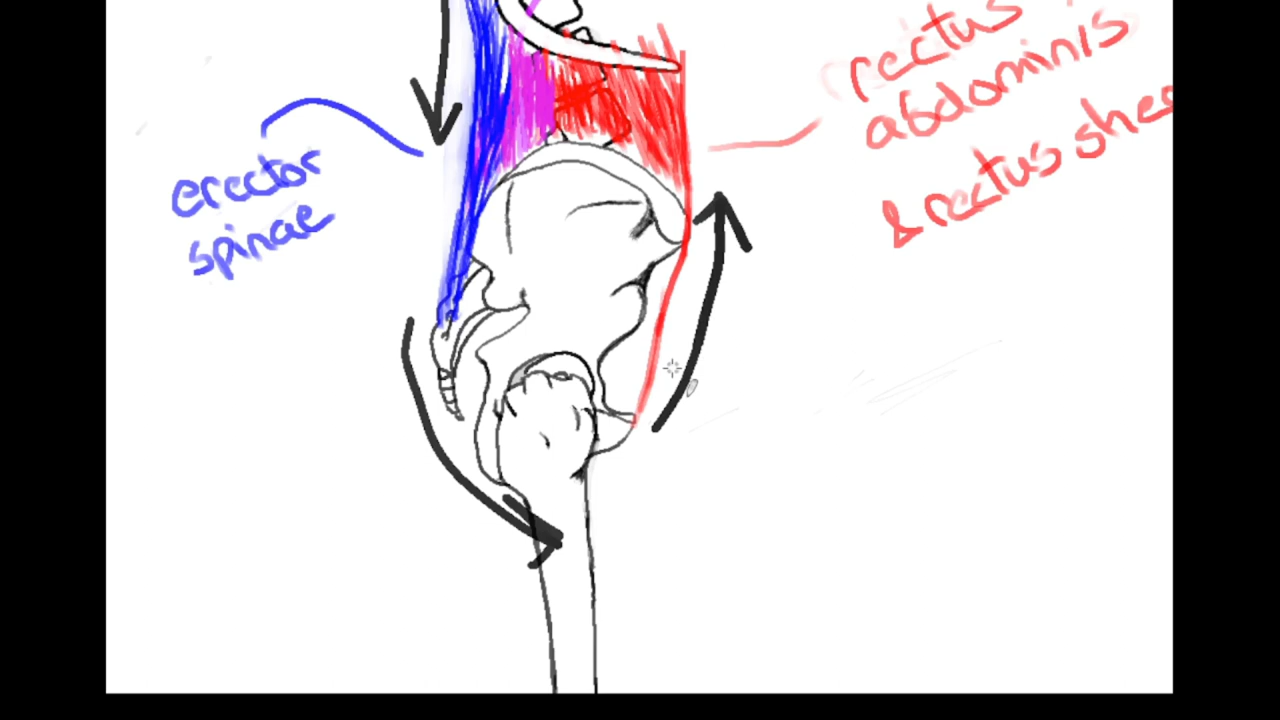 erector
spinae
rectus
abdominis
& rectus shea